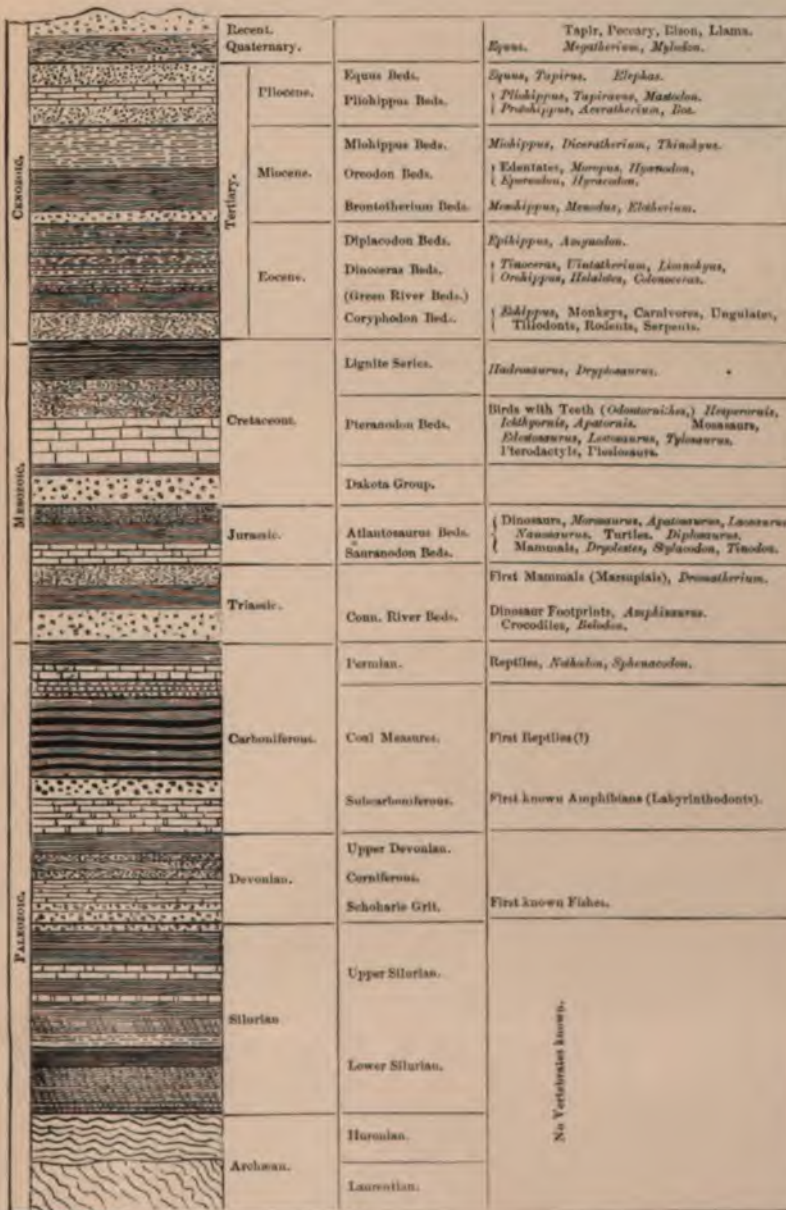 Recent.
Tapir, Peccary, Bison, Llama.
Quaternary.
Equus. Megatherium, Mylodon.
CENOZOIC.
Tertiary.
Pliocene.
Equus Beds.
Equus, Tapirus. Elephas.
Pliohippus Beds.
Pliohippus, Tapiravus, Mastodon.
Protohippus, Aceratherium, Bos.
Miocene.
Miohippus Beds.
Miohippus, Diceratherium, Thinohyus.
Oreodon Beds.
Edentates, Moropus, Hyænodon,
Eporeodon, Hyracodon.
Brontotherium Beds.
Mesohippus, Menodus, Elotherium.
Eocene.
Diplacodon Beds.
Epihippus, Amynodon.
Dinoceras Beds.
Tinoceras, Uintatherium, Limnohyus,
Orohippus, Helaletes, Colonoceras.
(Green River Beds.)
Coryphodon Beds.
Eohippus, Monkeys, Carnivores, Ungulates,
Tillodonts, Rodents, Serpents.
MESOZOIC.
Cretaceous.
Lignite Series.
Hadrosaurus, Dryptosaurus.
Pteranodon Beds.
Birds with Teeth (Odontornithes,) Hesperornis,
Ichthyornis, Apatornis. Mosasaurs,
Edestosaurus, Lestosaurus, Tylosaurus.
Pterodactyls, Plesiosaurs.
Dakota Group.
Jurassic.
Atlantosaurus Beds.
Sauranodon Beds.
Dinosaurs, Morosaurus, Apatosaurus, Laosaurus
Nanosaurus. Turtles. Diplosaurus.
Mammals, Dryolestes, Stylacodon, Tinodon.
Triassic.
First Mammals (Marsupials), Dromatherium.
Conn. River Beds.
Dinosaur Footprints, Amphisaurus.
Crocodiles, Belodon.
PALEOZOIC.
Carboniferous.
Permian.
Reptiles, Nothodon, Sphenacodon.
Coal Measures.
First Reptiles (?)
Subcarboniferous.
First known Amphibians (Labyrinthodonts).
Devonian.
Upper Devonian.
Corniferous.
Schoharie Grit.
First known Fishes.
Silurian
Upper Silurian.
Lower Silurian.
No Vertebrates known.
Archæan.
Huronian.
Laurentian.